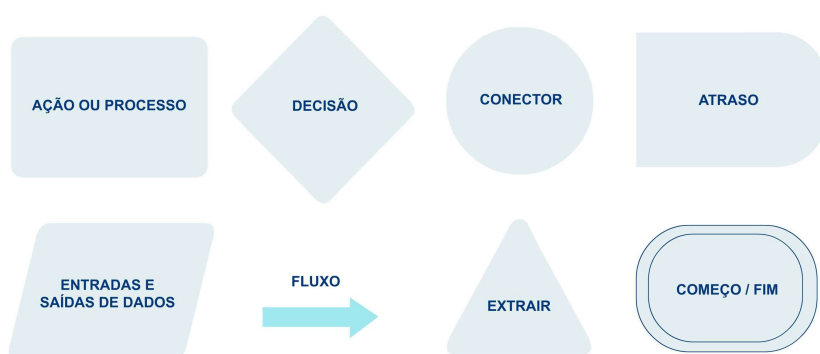 AÇÃO OU PROCESSO
DECISÃO
CONECTOR
ATRASO
ENTRADAS E
SAÍDAS DE DADOS
FLUXO
EXTRAIR
COMEÇO / FIM